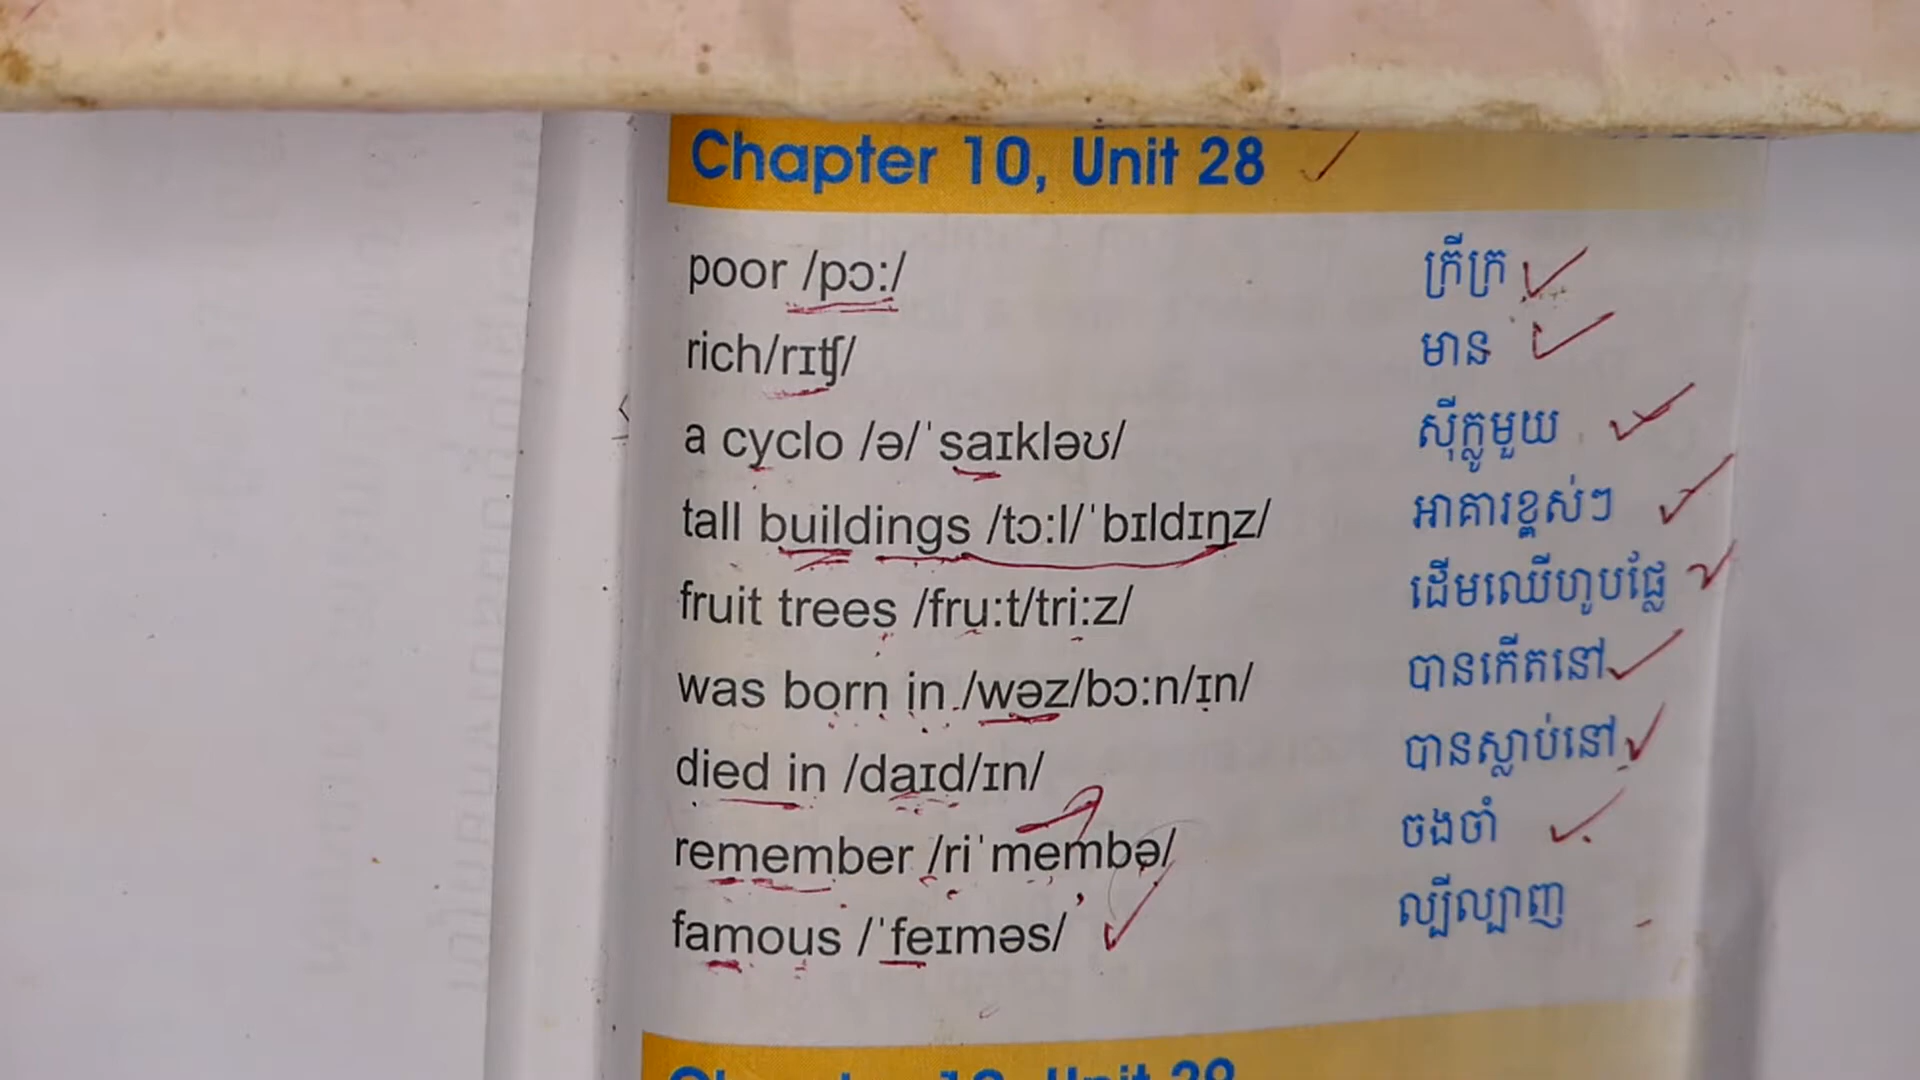 Chapter 10, Unit 28
poor /pɔ:/ ក្រីក្រ
rich/rɪʧ/ មាន
a cyclo /ə/ˈsaɪkləʊ/ ស៊ីក្លូមួយ
tall buildings /tɔ:l/ˈbɪldɪŋz/ អាគារខ្ពស់ៗ
fruit trees /fru:t/tri:z/ ដើមឈើហូបផ្លែ
was born in /wəz/bɔ:n/ɪn/ បានកើតនៅ
died in /daɪd/ɪn/ បានស្លាប់នៅ
remember /riˈmembə/ ចងចាំ
famous /ˈfeɪməs/ ល្បីល្បាញ
Chapter 10, Unit 29